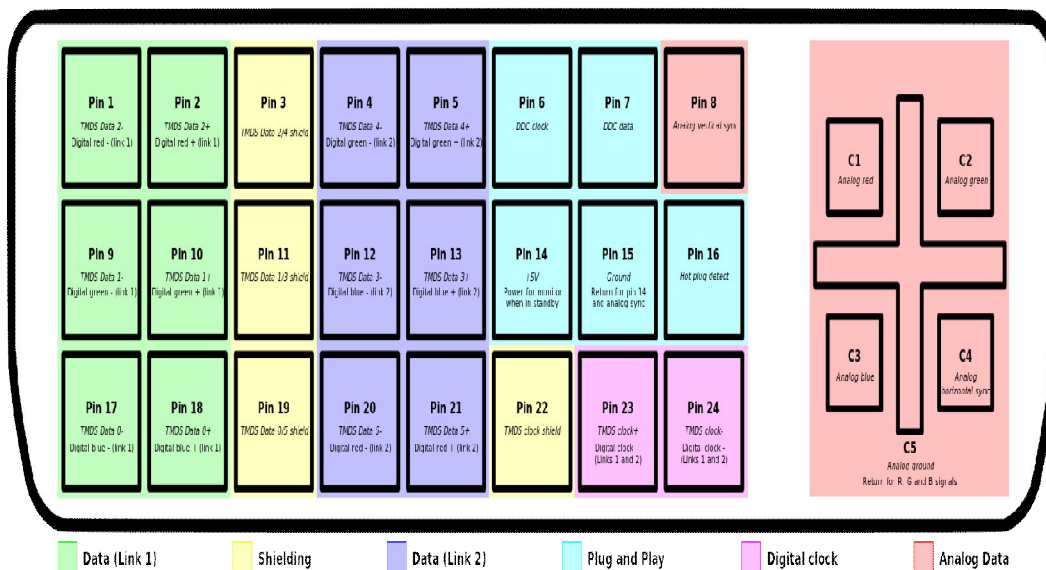 Pin 1
TMDS Data 2-
Digital red - (link 1)
Pin 2
TMDS Data 2+
Digital red + (link 1)
Pin 3
TMDS Data 2/4 shield
Pin 4
TMDS Data 4-
Digital green - (link 2)
Pin 5
TMDS Data 4+
Digital green + (link 2)
Pin 6
DDC clock
Pin 7
DDC data
Pin 8
Analog vertical sync
Pin 9
TMDS Data 1-
Digital green - (link 1)
Pin 10
TMDS Data 1+
Digital green + (link 1)
Pin 11
TMDS Data 1/3 shield
Pin 12
TMDS Data 3-
Digital blue - (link 2)
Pin 13
TMDS Data 3+
Digital blue + (link 2)
Pin 14
+5V
Power for monitor
when in standby
Pin 15
Ground
Return for pin 14
and analog sync
Pin 16
Hot plug detect
Pin 17
TMDS Data 0-
Digital blue - (link 1)
Pin 18
TMDS Data 0+
Digital blue + (link 1)
Pin 19
TMDS Data 0/5 shield
Pin 20
TMDS Data 5-
Digital red - (link 2)
Pin 21
TMDS Data 5+
Digital red + (link 2)
Pin 22
TMDS clock shield
Pin 23
TMDS clock+
Digital clock +
(Links 1 and 2)
Pin 24
TMDS clock-
Digital clock -
(Links 1 and 2)
C1
Analog red
C2
Analog green
C3
Analog blue
C4
Analog
horizontal sync
C5
Analog ground
Return for R, G and B signals
Data (Link 1)
Shielding
Data (Link 2)
Plug and Play
Digital clock
Analog Data